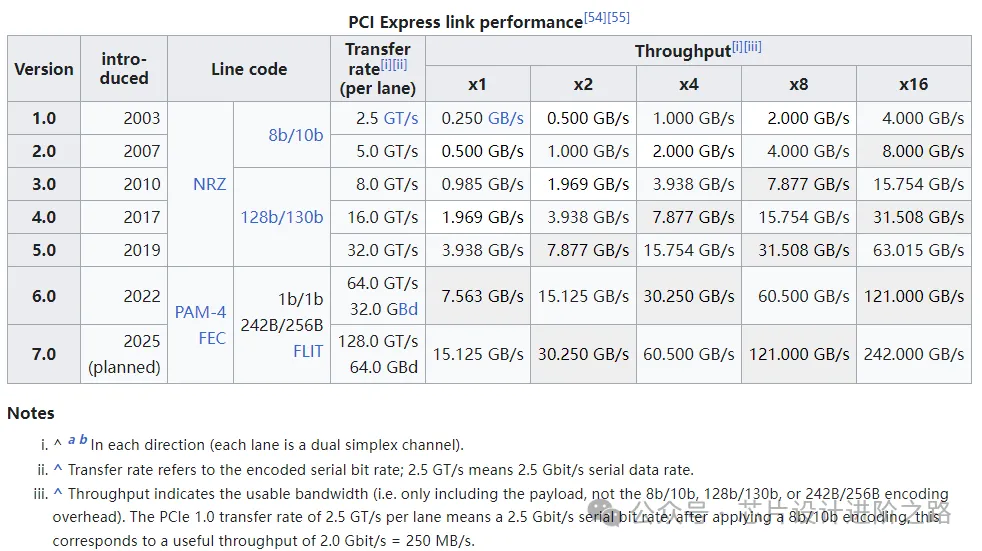 PCI Express link performance[54][55]
Version intro- Line code Transfer Throughput[i][iii]
duced rate[i][ii]
(per lane) x1 x2 x4 x8 x16
1.0 2003 NRZ 8b/10b 2.5 GT/s 0.250 GB/s 0.500 GB/s 1.000 GB/s 2.000 GB/s 4.000 GB/s
2.0 2007 5.0 GT/s 0.500 GB/s 1.000 GB/s 2.000 GB/s 4.000 GB/s 8.000 GB/s
3.0 2010 128b/130b 8.0 GT/s 0.985 GB/s 1.969 GB/s 3.938 GB/s 7.877 GB/s 15.754 GB/s
4.0 2017 16.0 GT/s 1.969 GB/s 3.938 GB/s 7.877 GB/s 15.754 GB/s 31.508 GB/s
5.0 2019 32.0 GT/s 3.938 GB/s 7.877 GB/s 15.754 GB/s 31.508 GB/s 63.015 GB/s
6.0 2022 PAM-4 FEC 1b/1b 242B/256B FLIT 64.0 GT/s 32.0 GBd 7.563 GB/s 15.125 GB/s 30.250 GB/s 60.500 GB/s 121.000 GB/s
7.0 2025 (planned) 128.0 GT/s 64.0 GBd 15.125 GB/s 30.250 GB/s 60.500 GB/s 121.000 GB/s 242.000 GB/s
Notes
i. ^ a b In each direction (each lane is a dual simplex channel).
ii. ^ Transfer rate refers to the encoded serial bit rate; 2.5 GT/s means 2.5 Gbit/s serial data rate.
iii. ^ Throughput indicates the usable bandwidth (i.e. only including the payload, not the 8b/10b, 128b/130b, or 242B/256B encoding
overhead). The PCIe 1.0 transfer rate of 2.5 GT/s per lane means a 2.5 Gbit/s serial bit rate; after applying a 8b/10b encoding, this
corresponds to a useful throughput of 2.0 Gbit/s = 250 MB/s.
公众号 · 芯片设计进阶之路